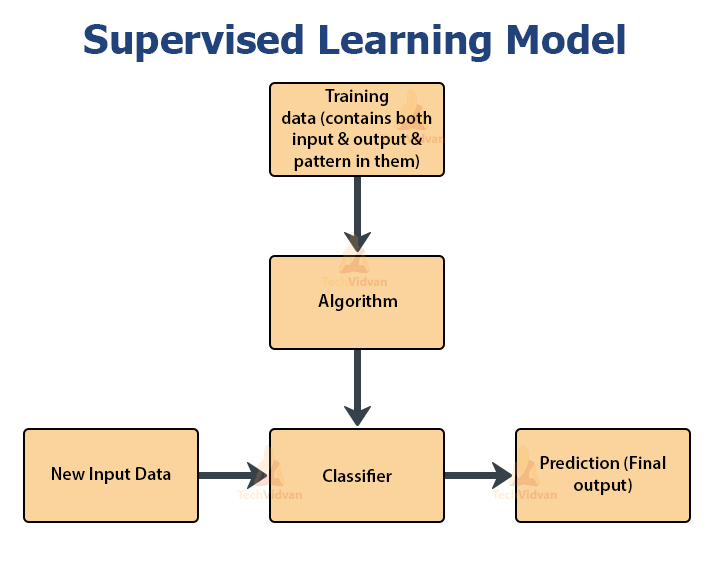 Supervised Learning Model
Training
data (contains both
input & output &
pattern in them)
TechVidvan
Algorithm
New Input Data
Classifier
Prediction (Final
output)
TechVidvan
TechVidvan